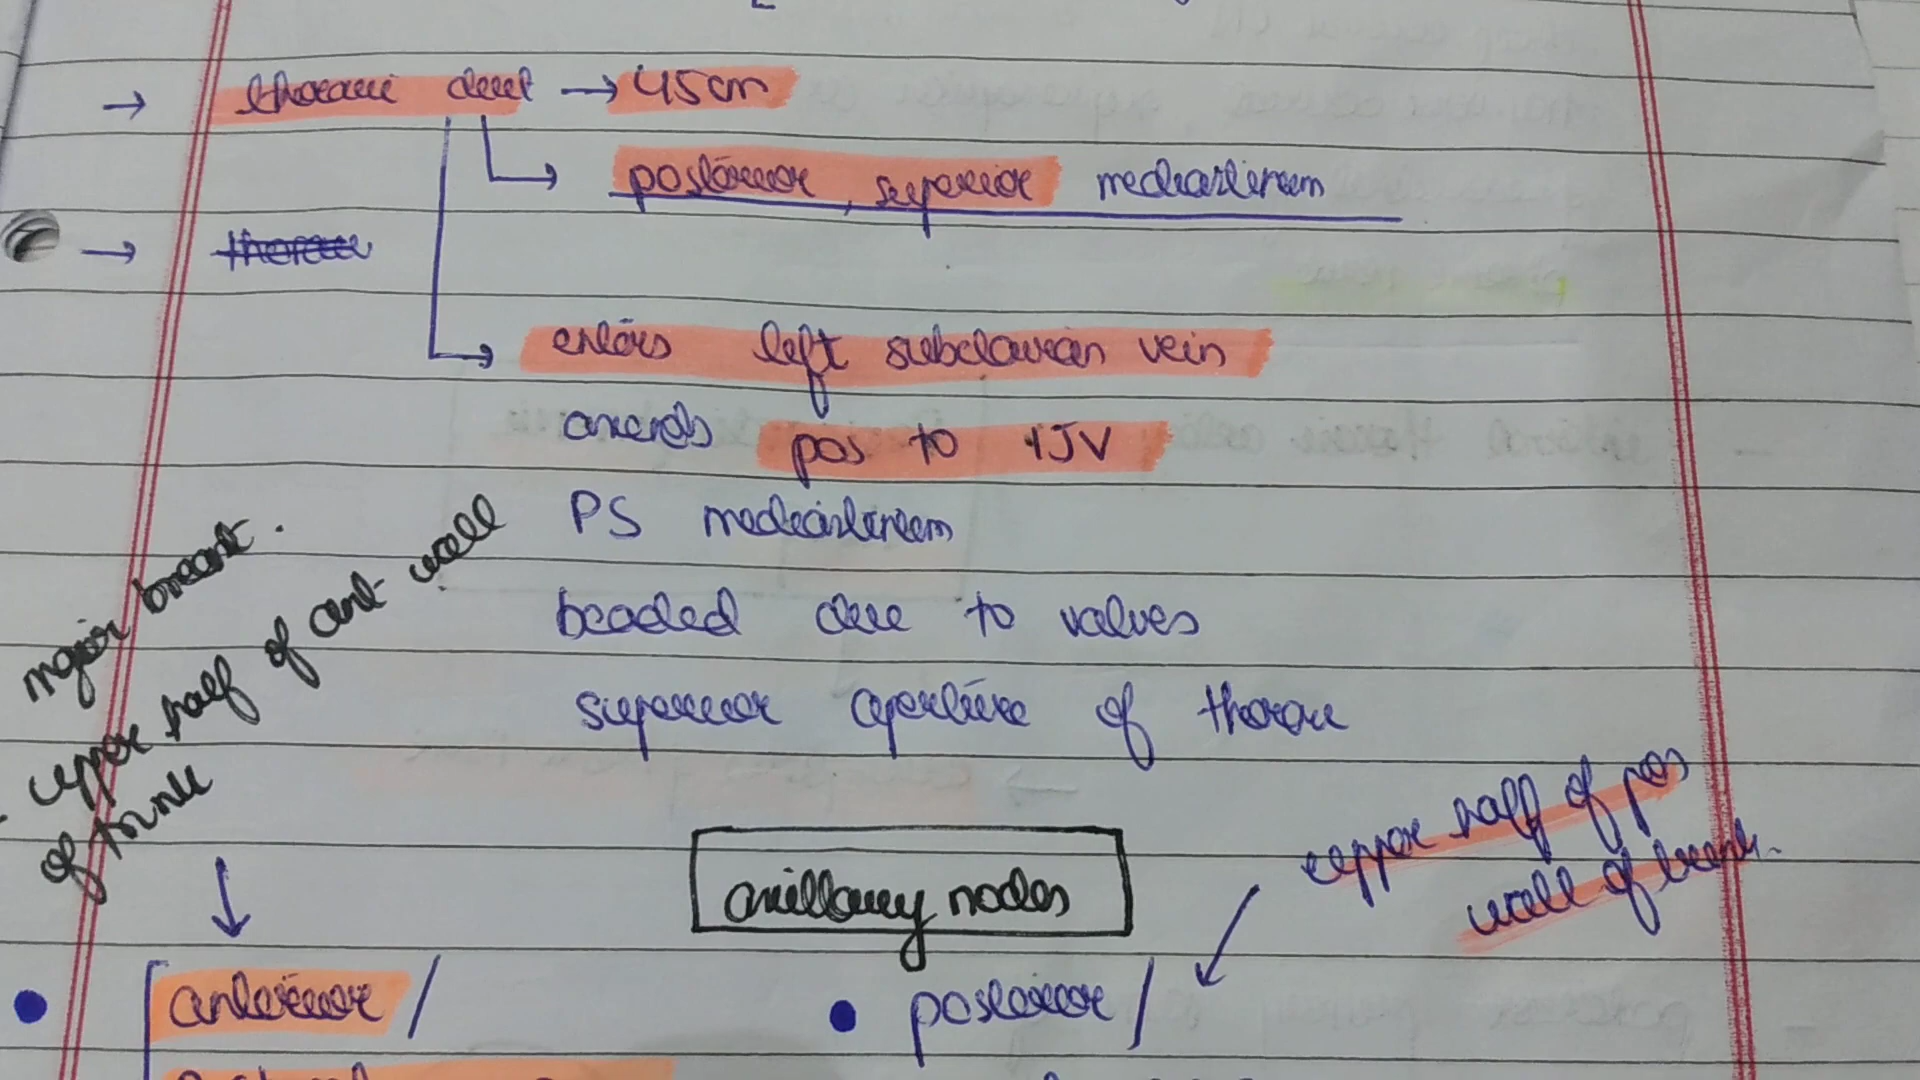 → thoracic duct → 45cm
→ posterior, superior mediastinum
→
→ enters left subclavian vein
ascends pos to IJV
PS mediastinum
beaded due to valves
superior aperture of thorax
major breast.
upper half of ant wall
of trunk
↓
axillary nodes
upper half of pos
wall of trunk.
• anterior /
• posterior /